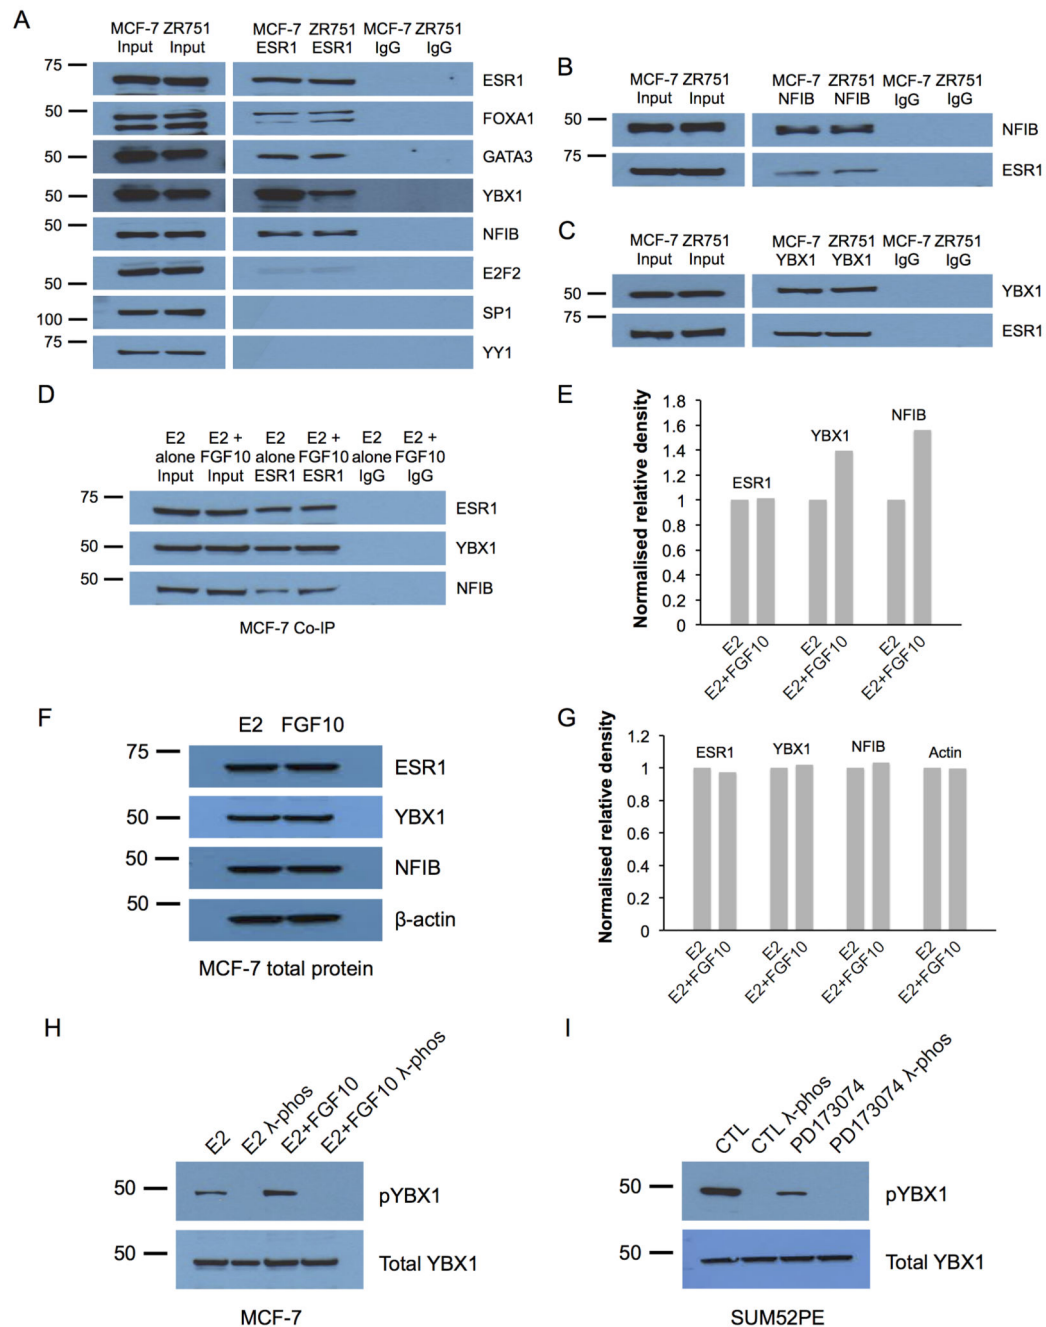 A
MCF-7 ZR751 MCF-7 ZR751 MCF-7 ZR751
Input Input ESR1 ESR1 IgG IgG
75
ESR1
50
FOXA1
50
GATA3
50
YBX1
50
NFIB
50
E2F2
100
SP1
75
YY1
B
MCF-7 ZR751 MCF-7 ZR751 MCF-7 ZR751
Input Input NFIB NFIB IgG IgG
50
NFIB
75
ESR1
C
MCF-7 ZR751 MCF-7 ZR751 MCF-7 ZR751
Input Input YBX1 YBX1 IgG IgG
50
YBX1
75
ESR1
D
E2 E2 + E2 E2 + E2 E2 +
alone FGF10 alone FGF10 alone FGF10
Input Input ESR1 ESR1 IgG IgG
75
ESR1
50
YBX1
50
NFIB
MCF-7 Co-IP
E
Normalised relative density
1.8
1.6
1.4
1.2
1
0.8
0.6
0.4
0.2
0
ESR1
YBX1
NFIB
E2
E2+FGF10
E2
E2+FGF10
E2
E2+FGF10
F
E2 FGF10
75
ESR1
50
YBX1
50
NFIB
50
β-actin
MCF-7 total protein
G
Normalised relative density
1.2
1
0.8
0.6
0.4
0.2
0
ESR1
YBX1
NFIB
Actin
E2
E2+FGF10
E2
E2+FGF10
E2
E2+FGF10
E2
E2+FGF10
H
E2
E2 λ-phos
E2+FGF10
E2+FGF10 λ-phos
50
pYBX1
50
Total YBX1
MCF-7
I
CTL
CTL λ-phos
PD173074
PD173074 λ-phos
50
pYBX1
50
Total YBX1
SUM52PE